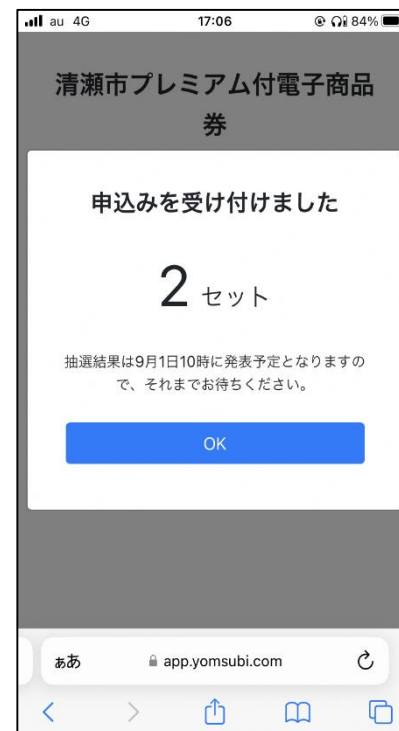 au 4G 17:06 84%
清瀬市プレミアム付電子商品
券
申込みを受け付けました
2 セット
抽選結果は9月1日10時に発表予定となりますの
で、それまでお待ちください。
OK
ぁあ app.yomsubi.com